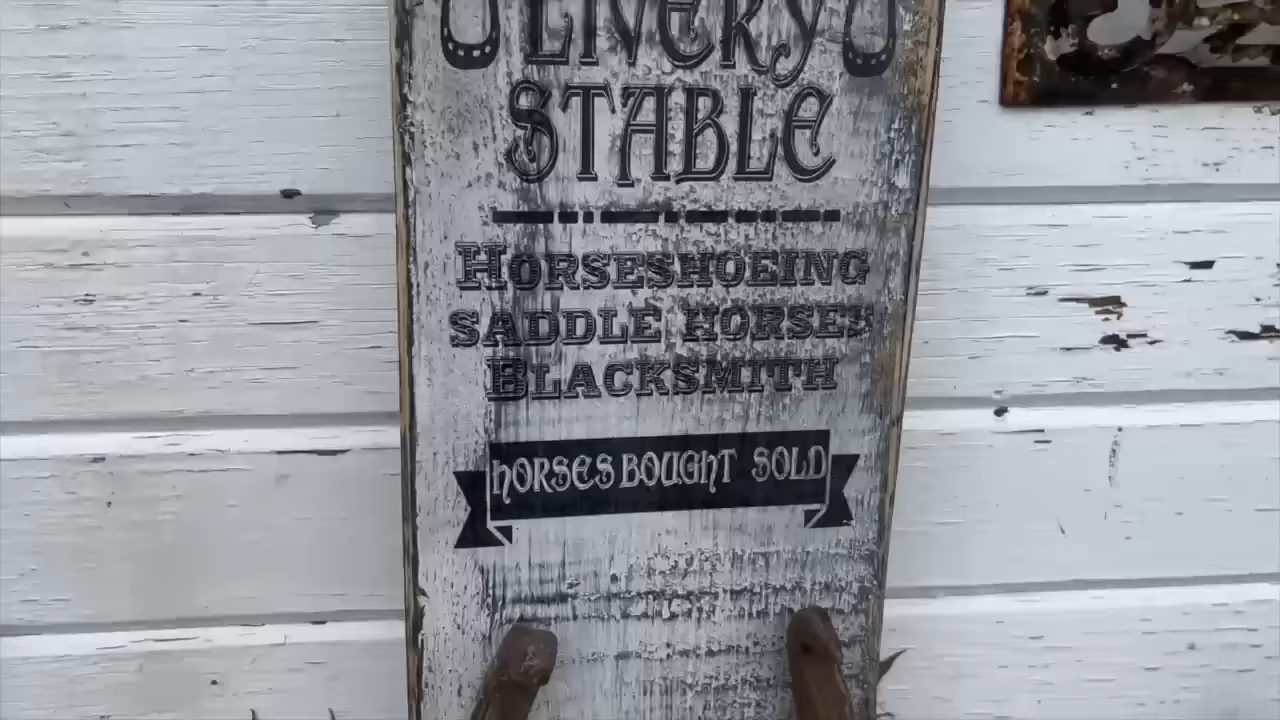 LIVERY
STABLE
HORSESHOEING
SADDLE HORSES
BLACKSMITH
HORSES BOUGHT SOLD